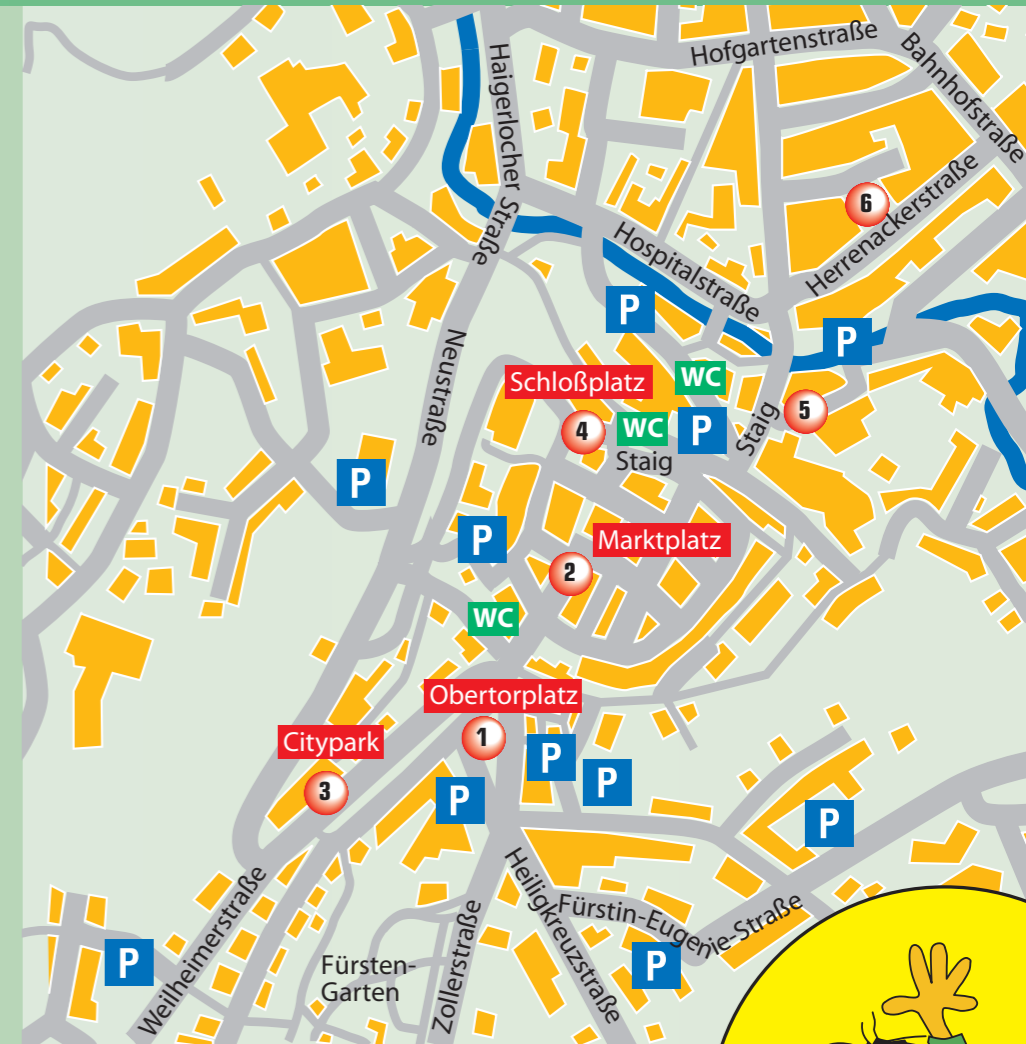 Hofgartenstraße
Bahnhofstraße
Haigerlocher Straße
6
Herrenackerstraße
Hospitalstraße
P
P
Neustraße
Schloßplatz
WC
5
4
WC
P
Staig
Staig
P
P
Marktplatz
2
WC
Obertorplatz
1
Citypark
P
P
3
P
P
Heiligkreuzstraße
Weilheimerstraße
Fürstin-Eugenie-Straße
Zollerstraße
P
P
Fürsten-
Garten